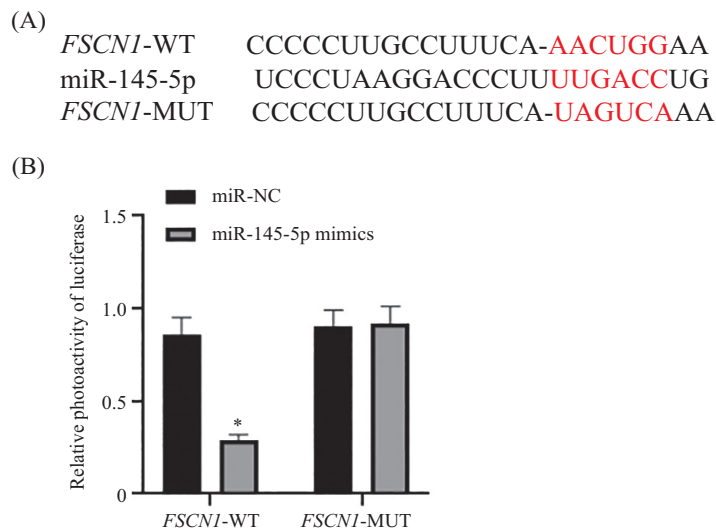 (A)
FSCN1-WT CCCCCUUGCCUUUCA-AACUGGAA
miR-145-5p UCCCUAAGGACCCUUUUGACCUG
FSCN1-MUT CCCCCUUGCCUUUCA-UAGUCAAA
(B)
miR-NC
miR-145-5p mimics
Relative photoactivity of luciferase
1.5
1.0
0.5
0
*
FSCN1-WT FSCN1-MUT